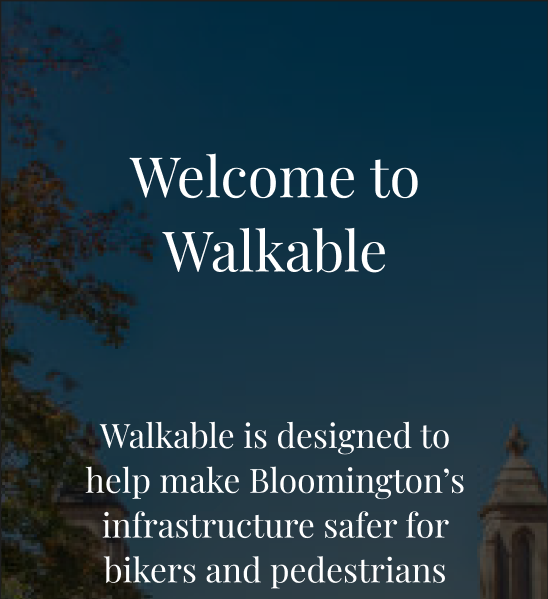 Welcome to
Walkable
Walkable is designed to
help make Bloomington’s
infrastructure safer for
bikers and pedestrians